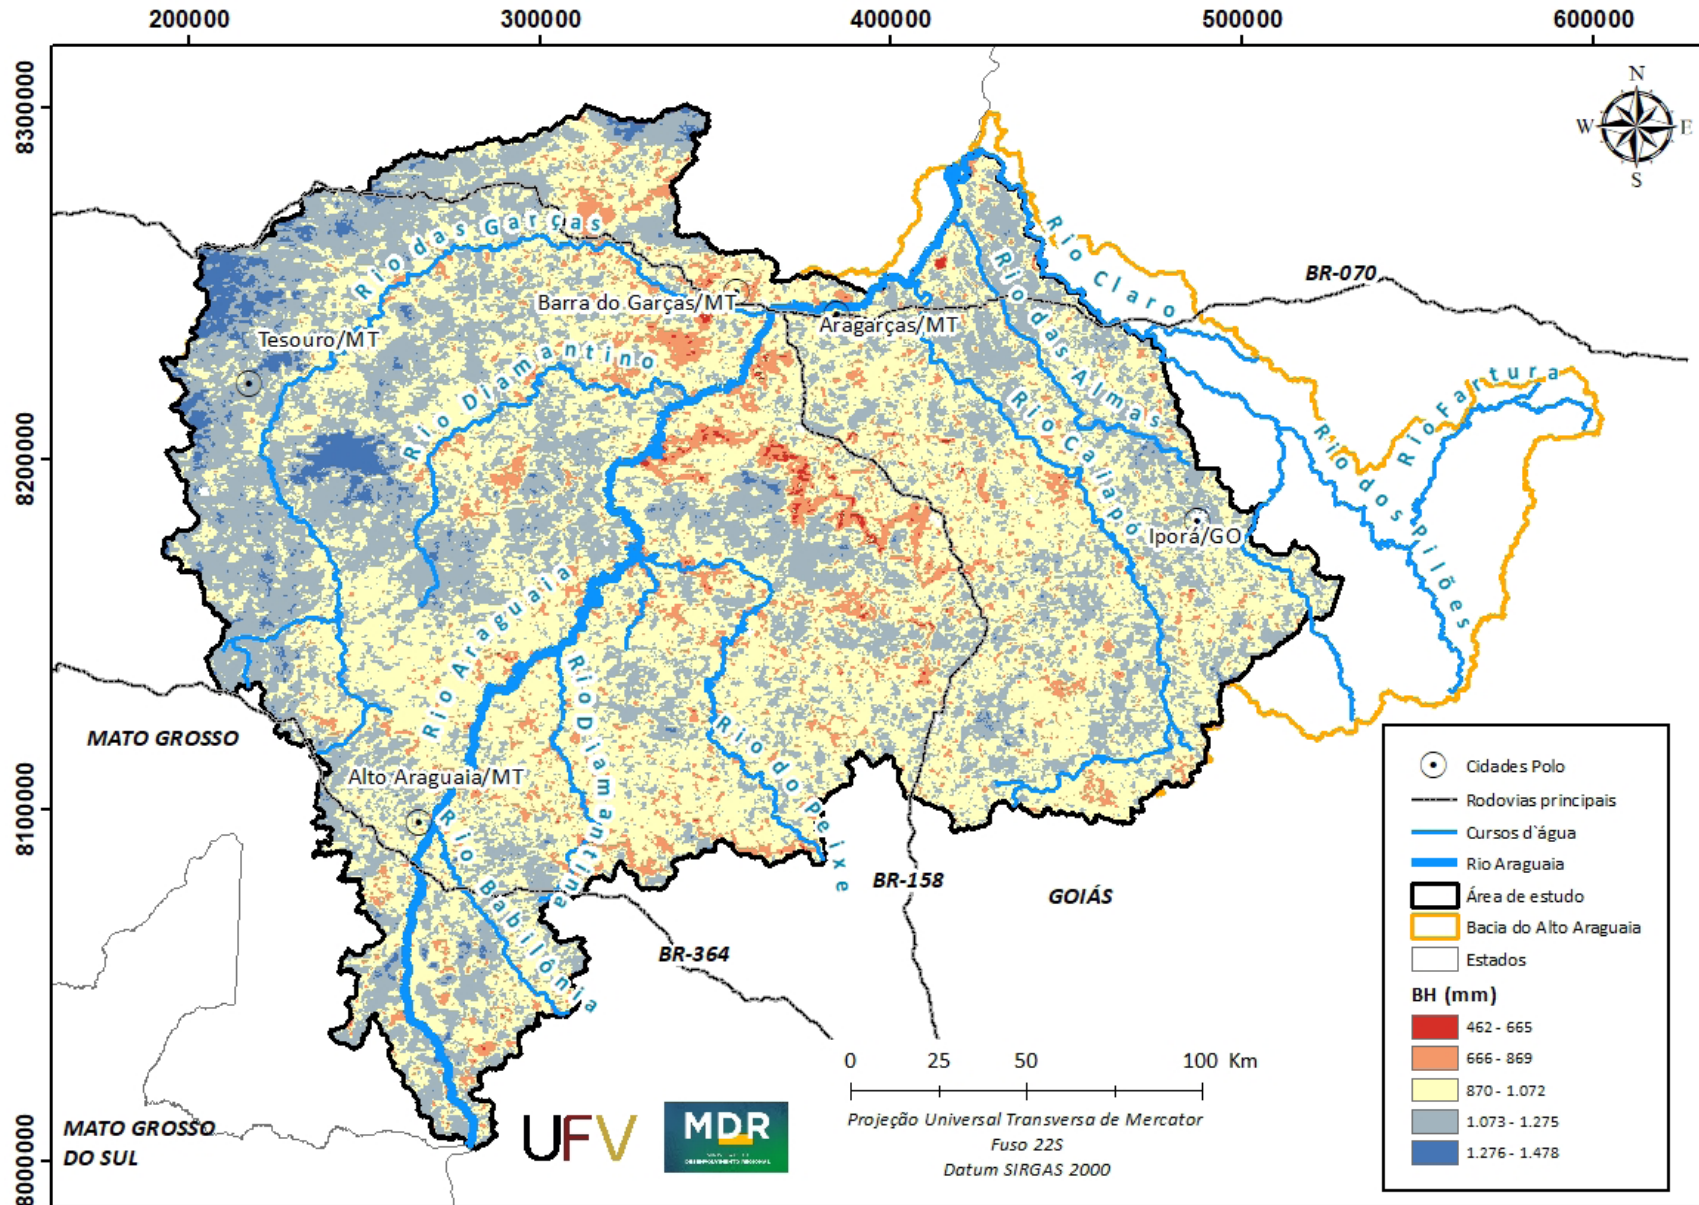 200000
300000
400000
500000
600000
8300000
8200000
8100000
8000000
N
W
E
S
Rio das Garças
Rio Claro
BR-070
Barra do Garças/MT
Aragarças/MT
Tesouro/MT
Rio Diamantino
Rio das Almas
Rio Fartura
Rio Caiapó
Rio dos Pilões
Iporá/GO
Rio Araguaia
Rio Diamantina
Rio do Peixe
MATO GROSSO
Alto Araguaia/MT
Rio Babilônia
BR-158
GOIÁS
BR-364
MATO GROSSO
DO SUL
UFV
MDR
DESENVOLVIMENTO REGIONAL
0 25 50 100 Km
Projeção Universal Transversa de Mercator
Fuso 22S
Datum SIRGAS 2000
Cidades Polo
Rodovias principais
Cursos d`água
Rio Araguaia
Área de estudo
Bacia do Alto Araguaia
Estados
BH (mm)
462 - 665
666 - 869
870 - 1.072
1.073 - 1.275
1.276 - 1.478